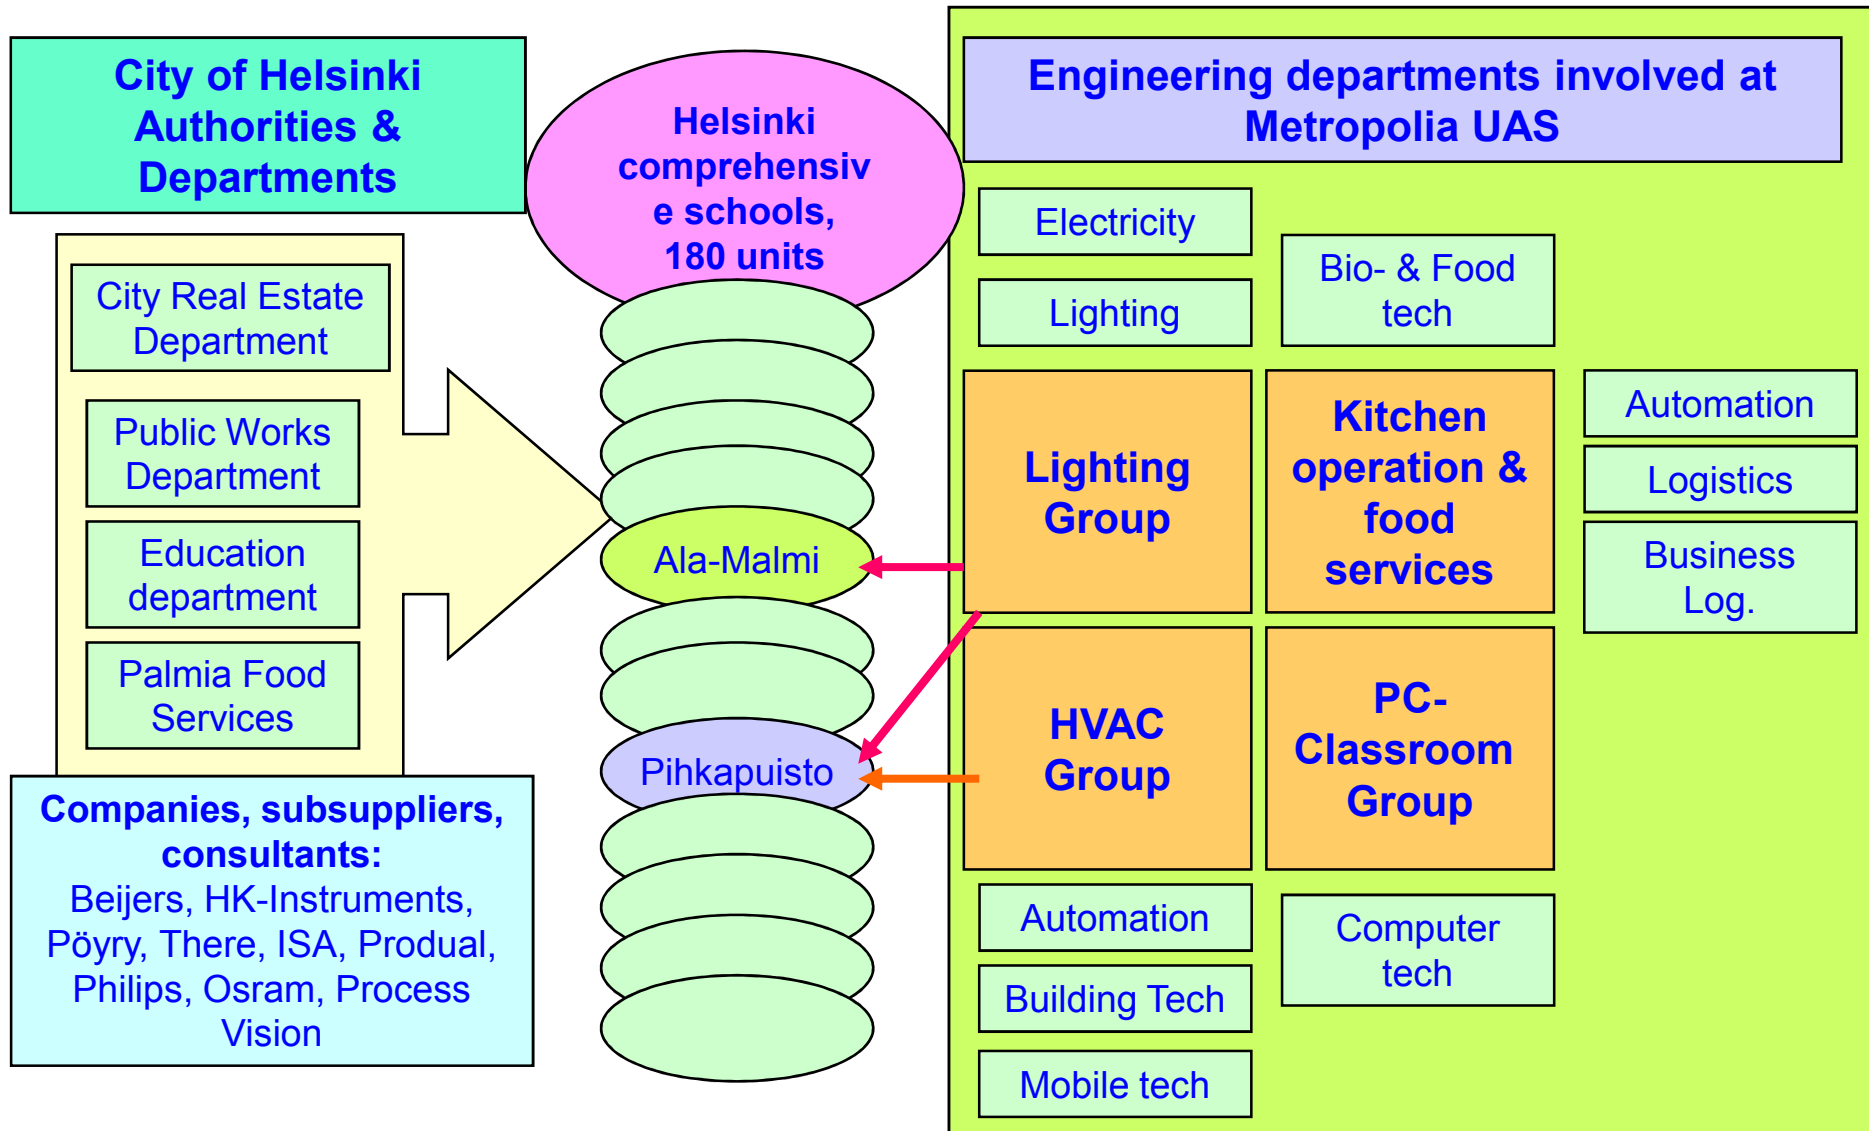 City of Helsinki
Authorities &
Departments
City Real Estate
Department
Public Works
Department
Education
department
Palmia Food
Services
Companies, subsuppliers,
consultants:
Beijers, HK-Instruments,
Pöyry, There, ISA, Produal,
Philips, Osram, Process
Vision
Helsinki
comprehensiv
e schools,
180 units
Ala-Malmi
Pihkapuisto
Engineering departments involved at
Metropolia UAS
Electricity
Lighting
Bio- & Food
tech
Lighting
Group
Kitchen
operation &
food
services
Automation
Logistics
Business
Log.
HVAC
Group
PC-
Classroom
Group
Automation
Building Tech
Mobile tech
Computer
tech